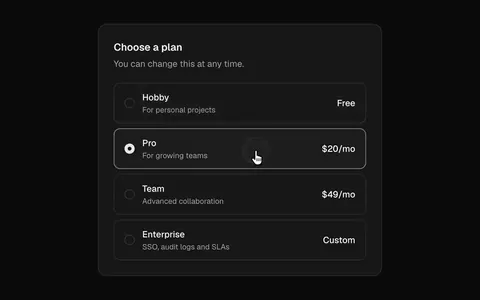 Choose a plan
You can change this at any time.
Hobby
For personal projects
Free
Pro
For growing teams
$20/mo
Team
Advanced collaboration
$49/mo
Enterprise
SSO, audit logs and SLAs
Custom